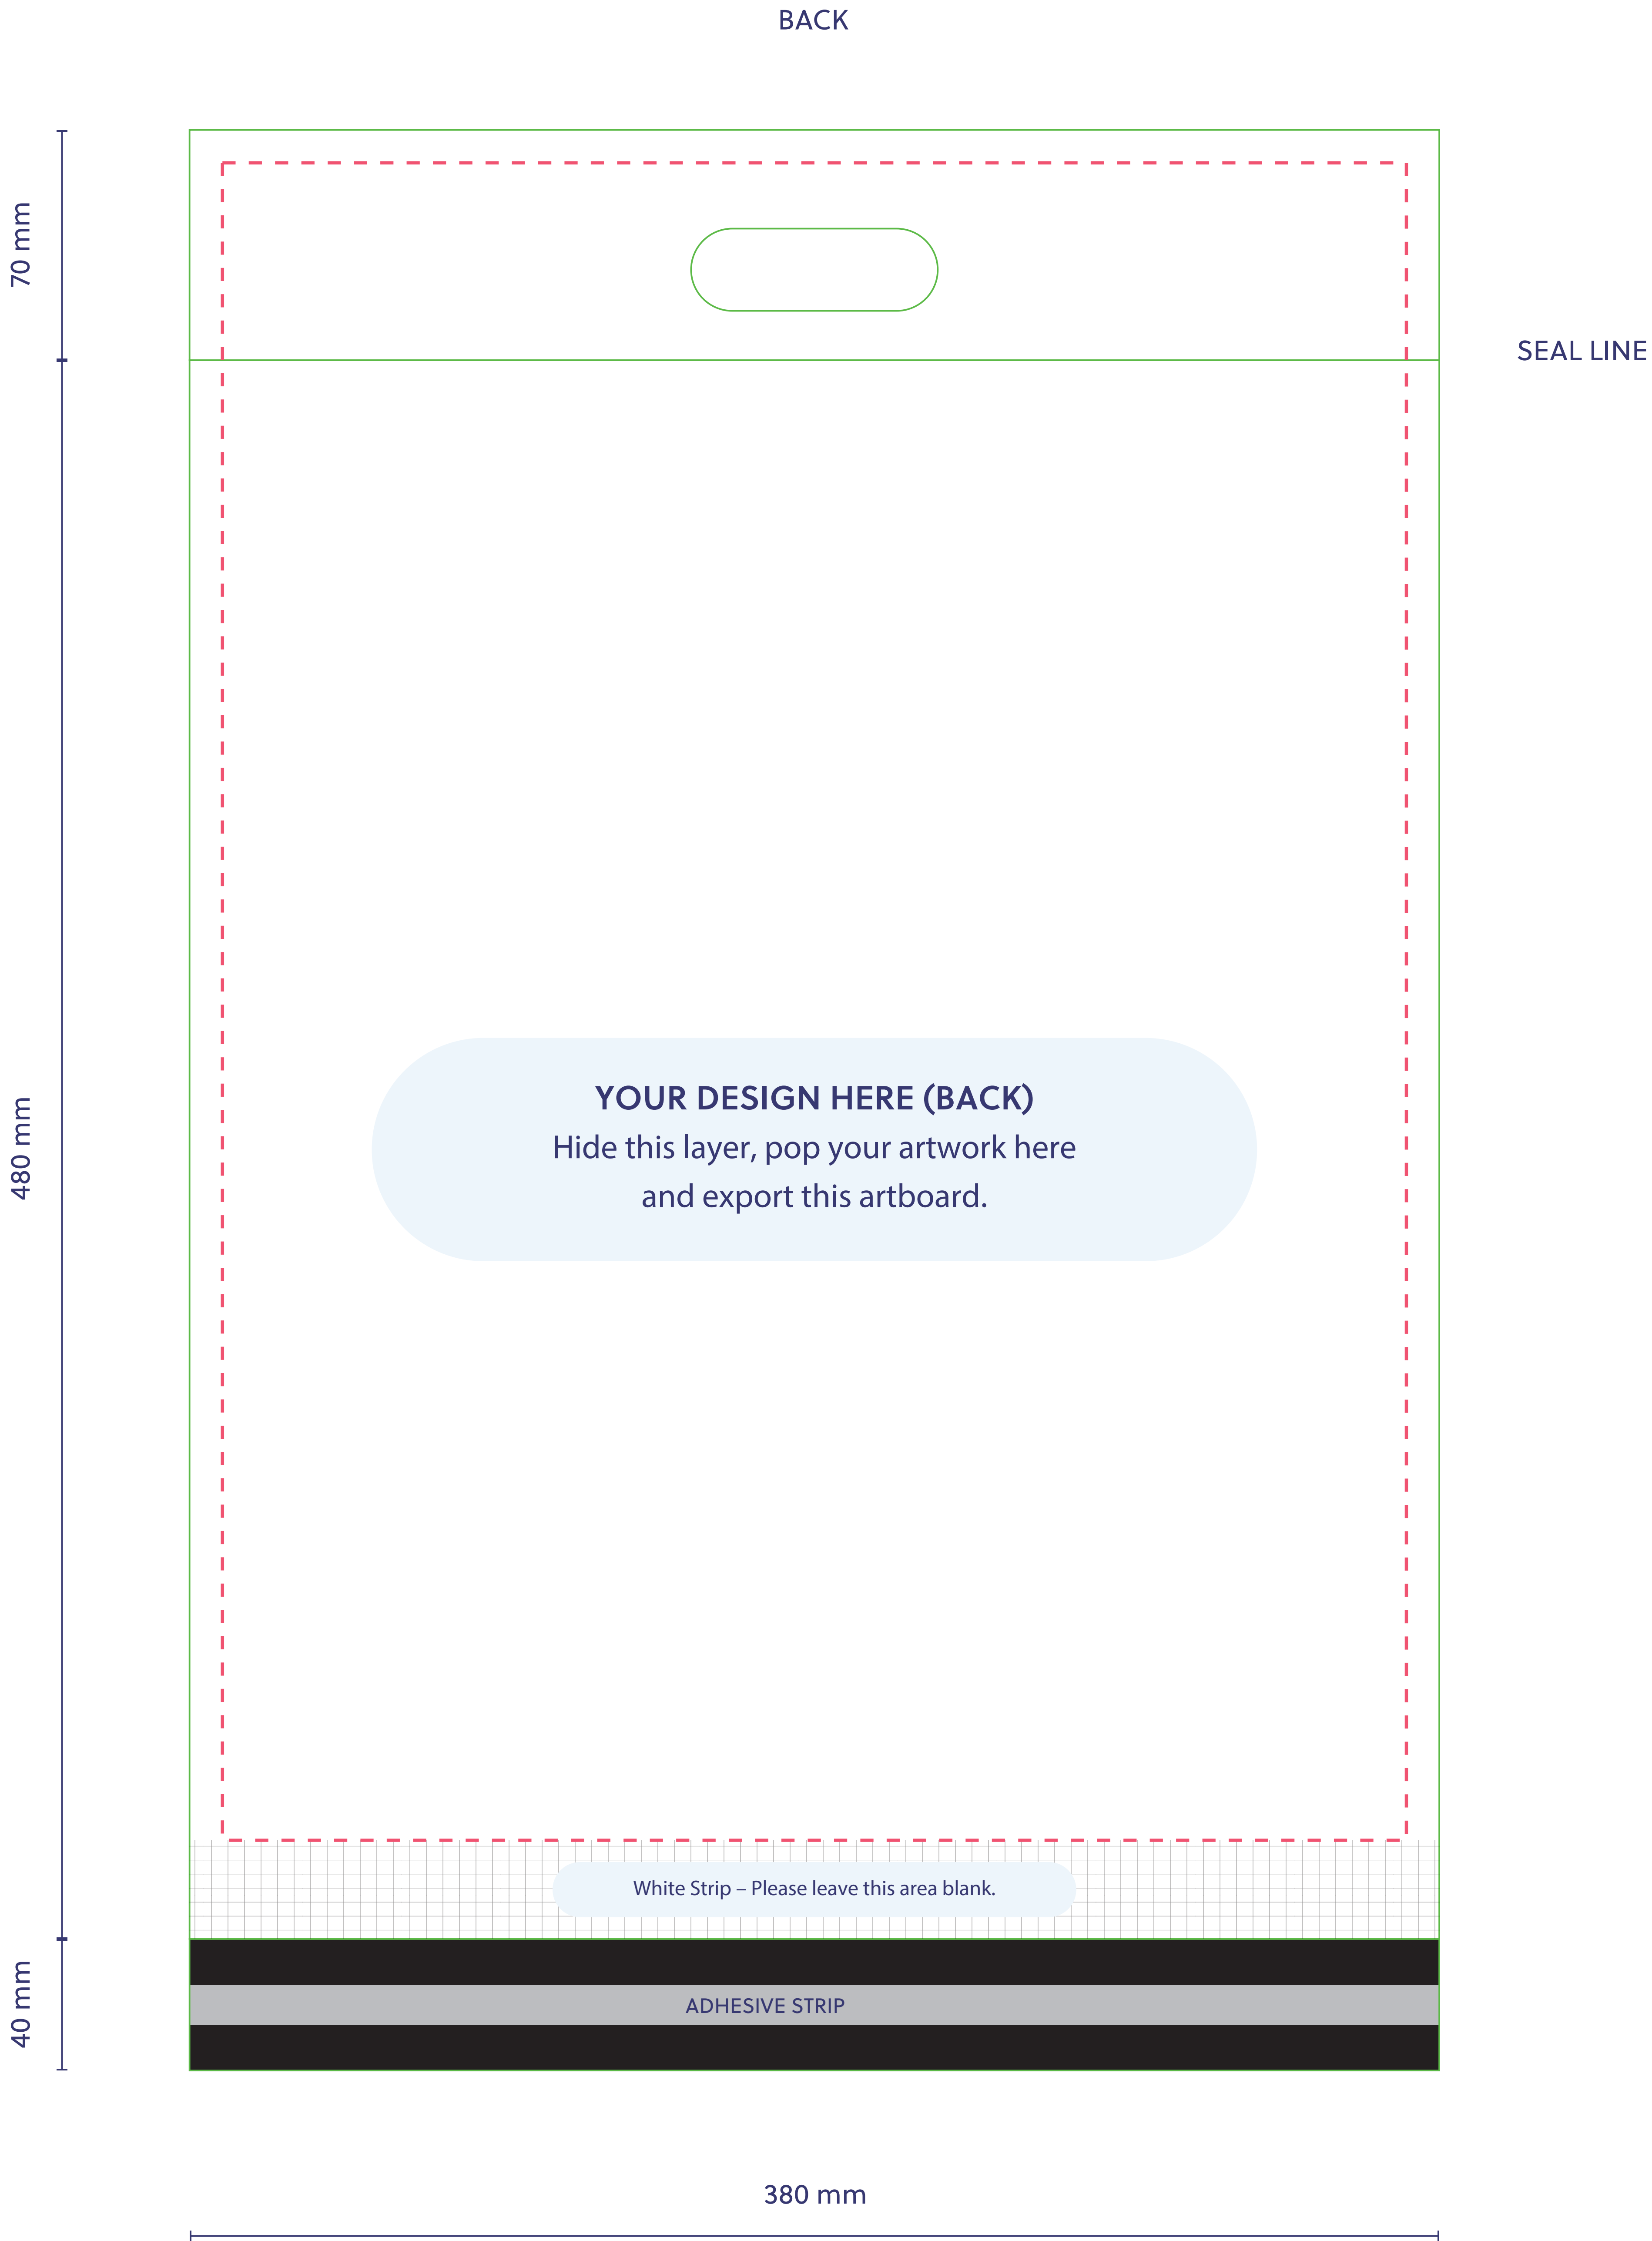 BACK
70 mm
SEAL LINE
480 mm
YOUR DESIGN HERE (BACK)
Hide this layer, pop your artwork here
and export this artboard.
White Strip – Please leave this area blank.
40 mm
ADHESIVE STRIP
380 mm